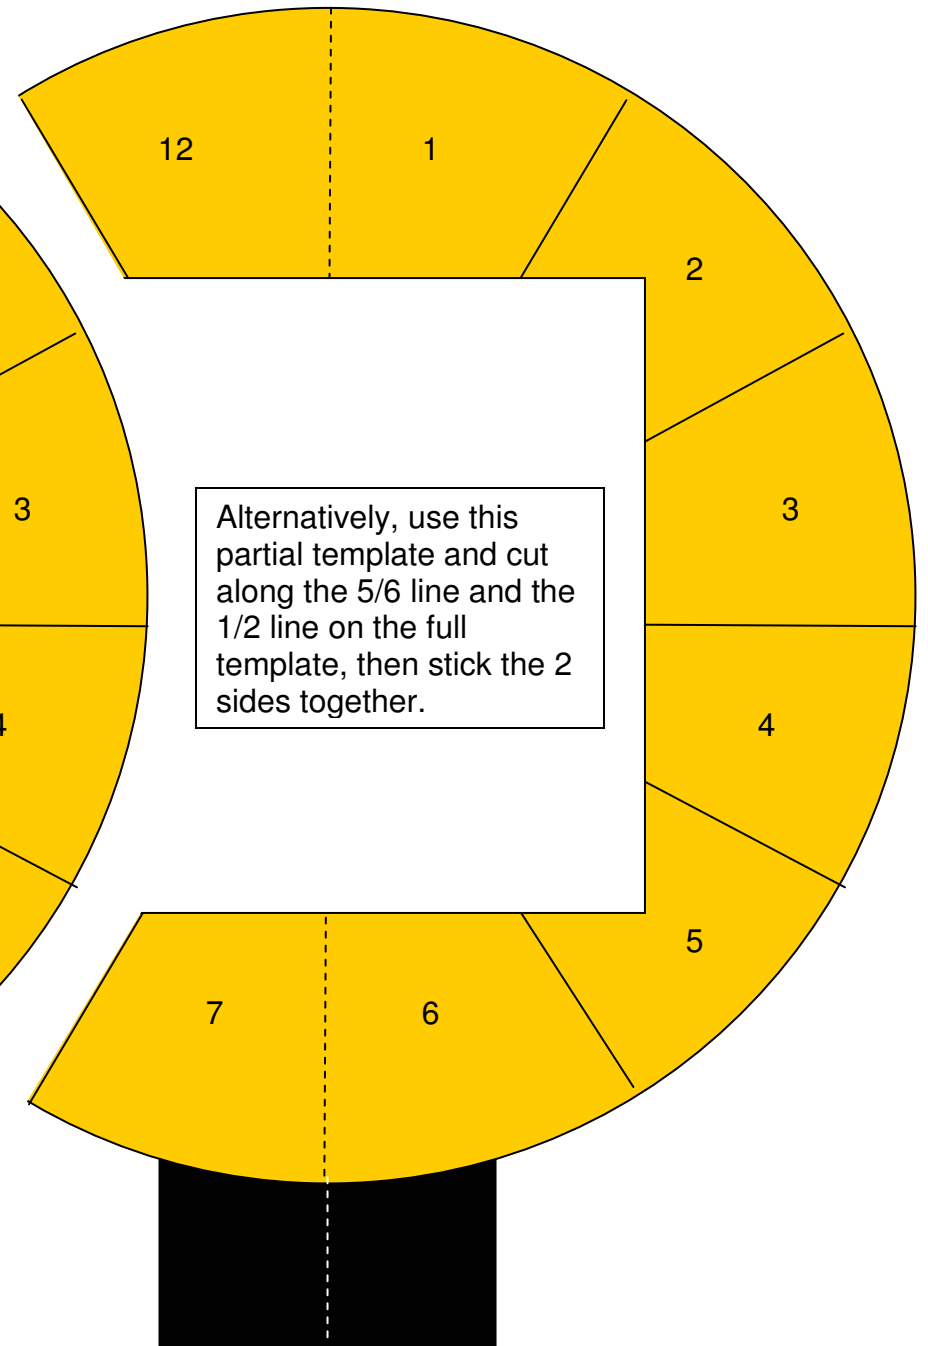 12
1
2
3
3
Alternatively, use this
partial template and cut
along the 5/6 line and the
1/2 line on the full
template, then stick the 2
sides together.
4
4
5
7
6